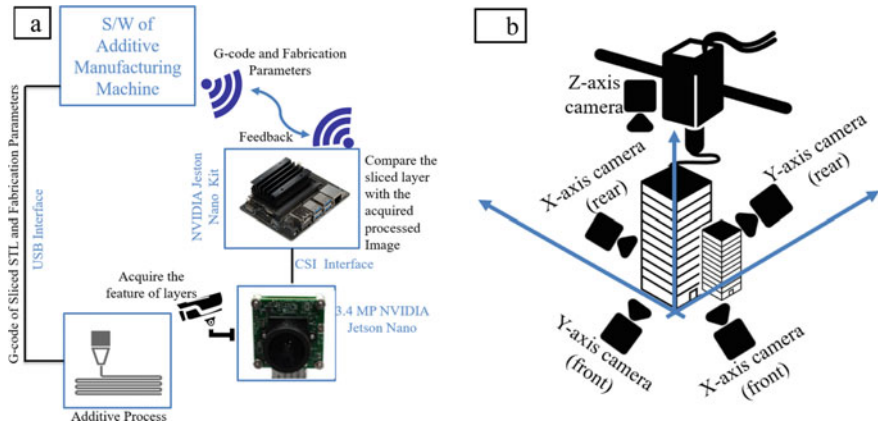 a
S/W of
Additive
Manufacturing
Machine
G-code and Fabrication
Parameters
Feedback
G-code of Sliced STL and Fabrication Parameters
USB Interface
NVIDIA Jeston
Nano Kit
Compare the
sliced layer
with the
acquired
processed
Image
CSI Interface
Acquire the
feature of layers
3.4 MP NVIDIA
Jetson Nano
Additive Process
b
Z-axis
camera
X-axis camera
(rear)
Y-axis camera
(rear)
Y-axis camera
(front)
X-axis camera
(front)